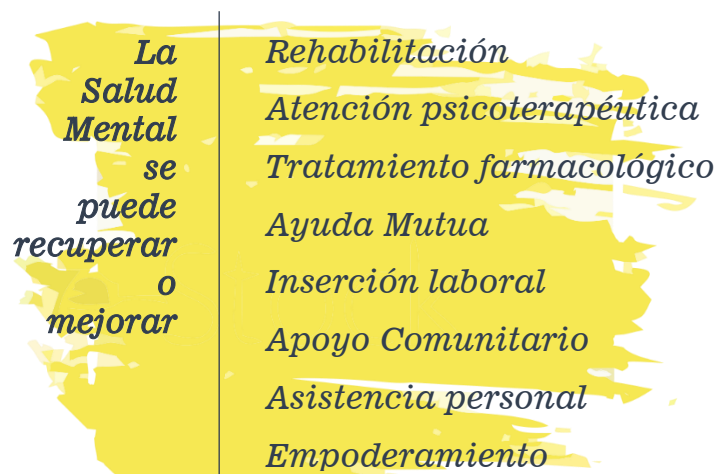 La
Salud
Mental
se
puede
recuperar
o
mejorar
Rehabilitación
Atención psicoterapéutica
Tratamiento farmacológico
Ayuda Mutua
Inserción laboral
Apoyo Comunitario
Asistencia personal
Empoderamiento